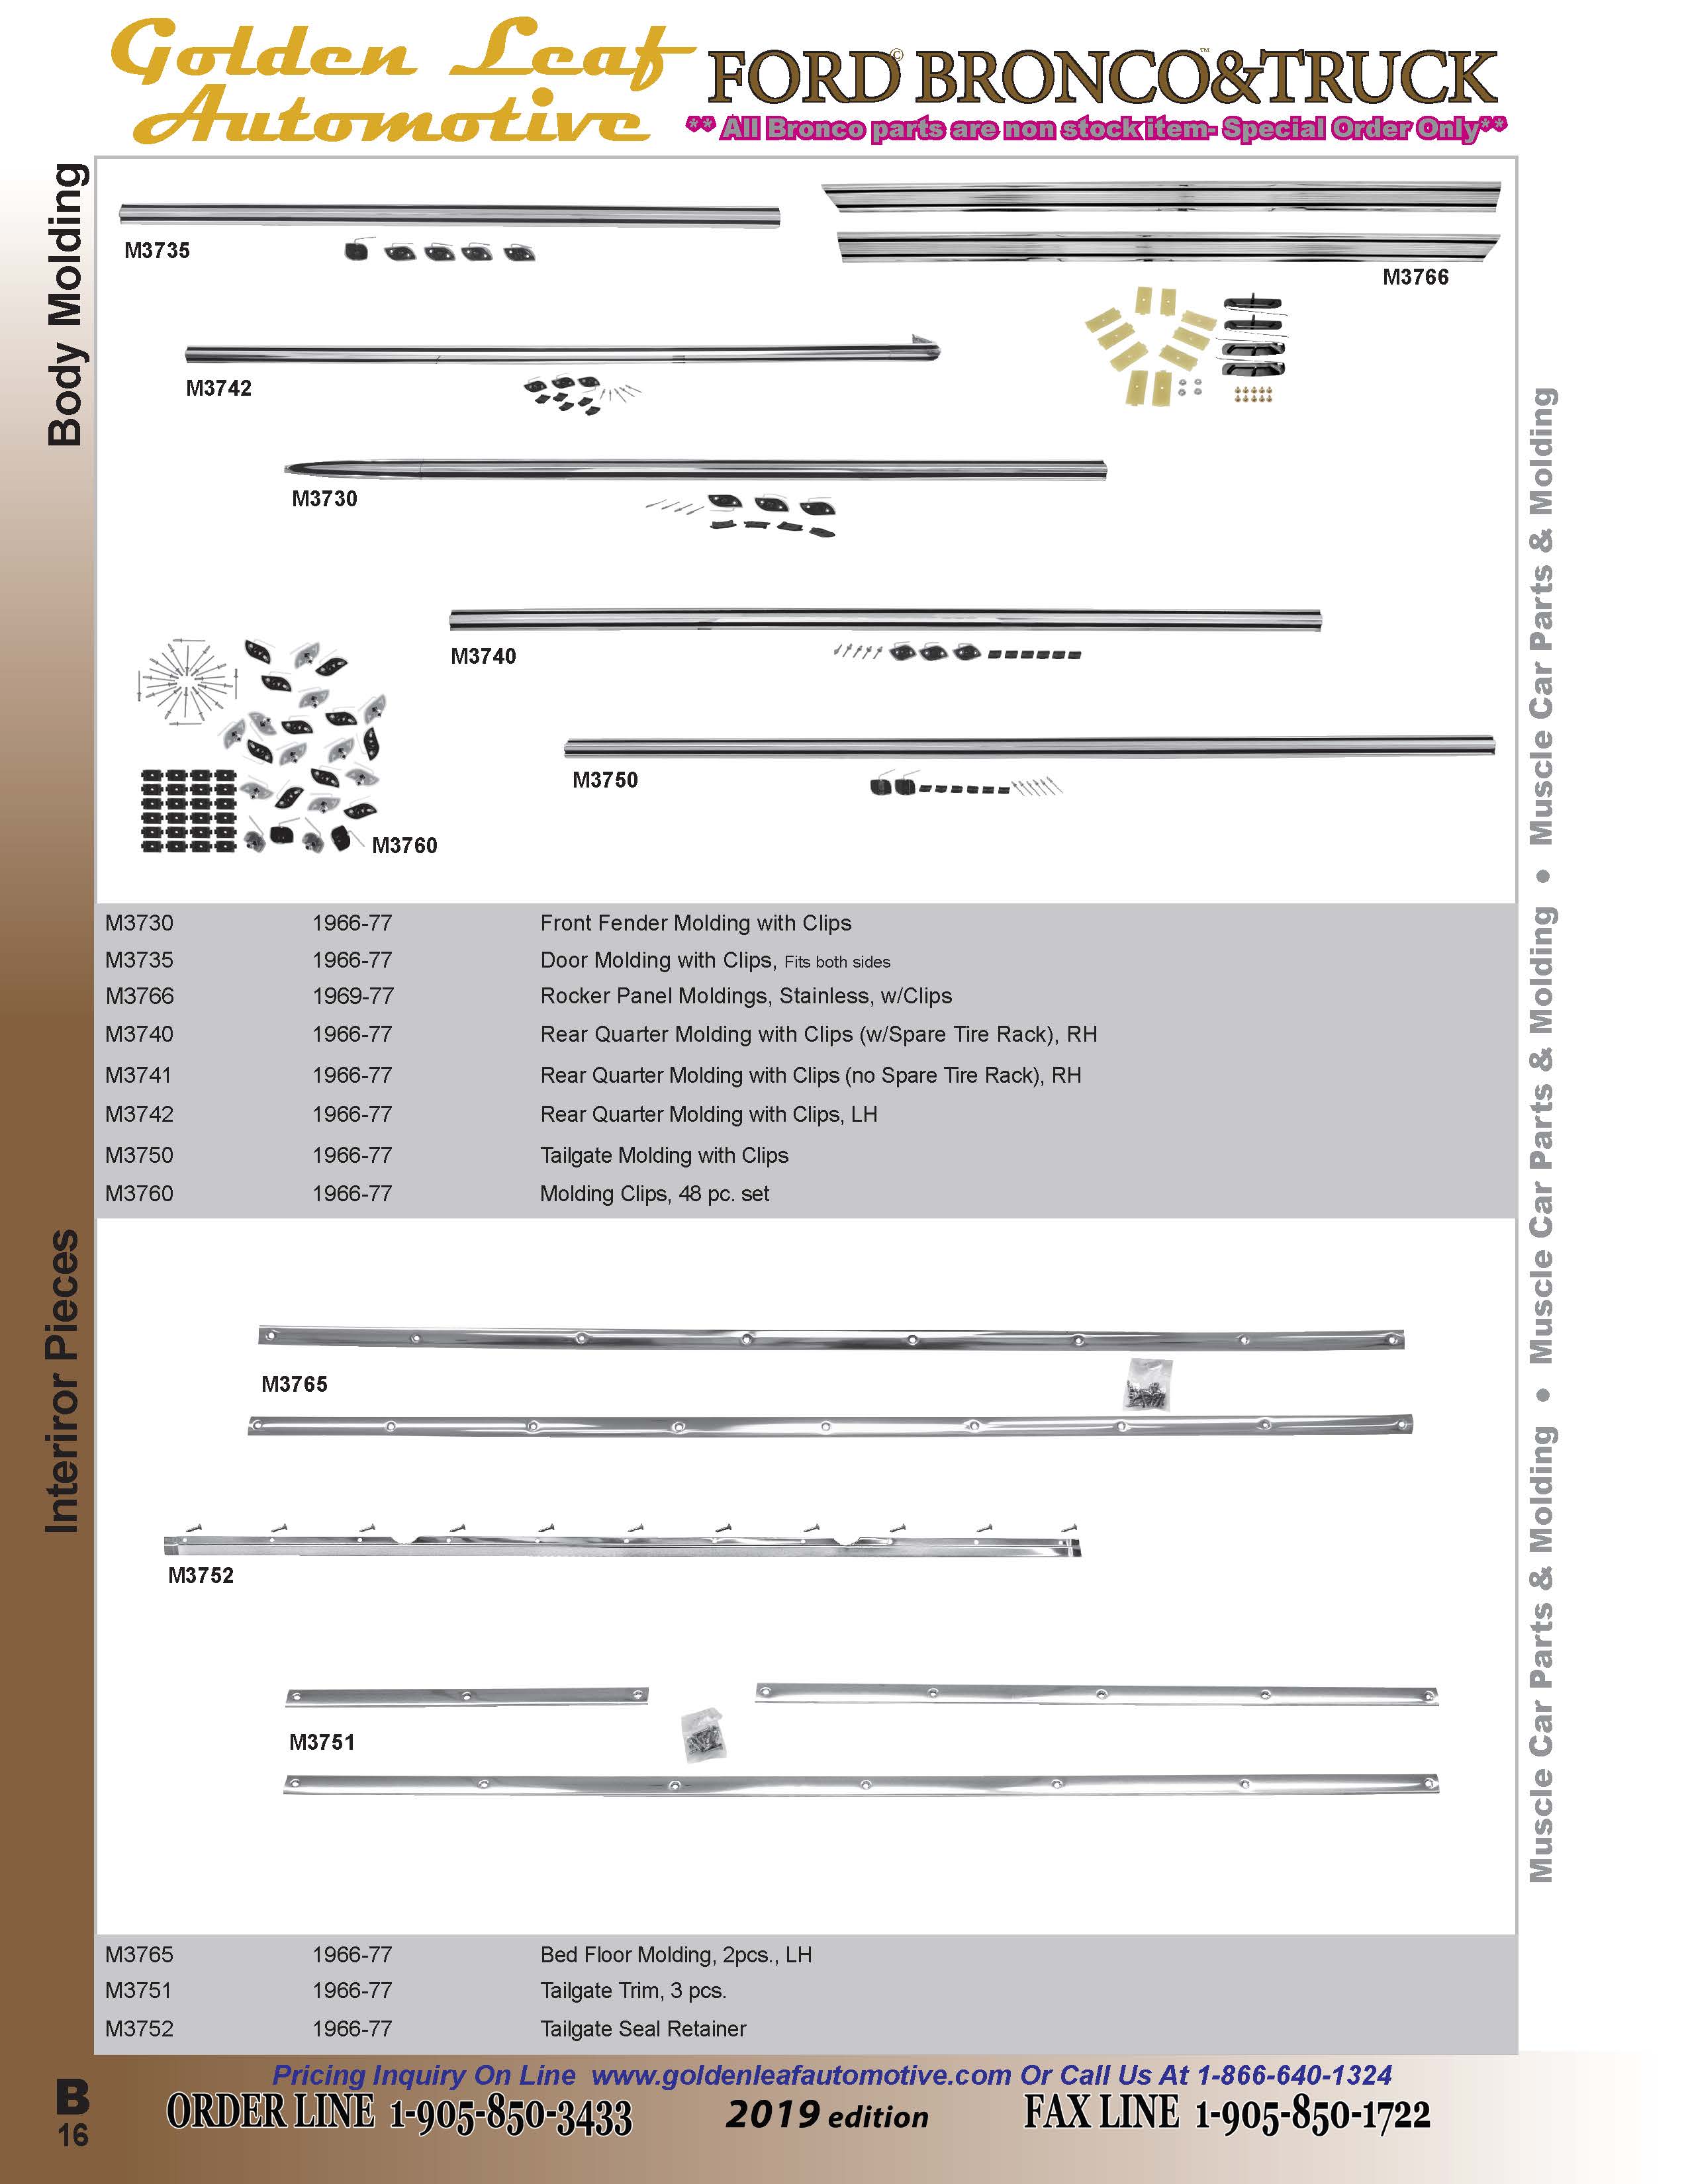 Golden Leaf
Automotive
FORD© BRONCO™&TRUCK
** All Bronco parts are non stock item- Special Order Only**
Body Molding
M3735
M3766
M3742
M3730
M3740
M3750
M3760
M3730 1966-77 Front Fender Molding with Clips
M3735 1966-77 Door Molding with Clips, Fits both sides
M3766 1969-77 Rocker Panel Moldings, Stainless, w/Clips
M3740 1966-77 Rear Quarter Molding with Clips (w/Spare Tire Rack), RH
M3741 1966-77 Rear Quarter Molding with Clips (no Spare Tire Rack), RH
M3742 1966-77 Rear Quarter Molding with Clips, LH
M3750 1966-77 Tailgate Molding with Clips
M3760 1966-77 Molding Clips, 48 pc. set
Interiror Pieces
M3765
M3752
M3751
M3765 1966-77 Bed Floor Molding, 2pcs., LH
M3751 1966-77 Tailgate Trim, 3 pcs.
M3752 1966-77 Tailgate Seal Retainer
Muscle Car Parts & Molding • Muscle Car Parts & Molding • Muscle Car Parts & Molding
Pricing Inquiry On Line www.goldenleafautomotive.com Or Call Us At 1-866-640-1324
B
16
ORDER LINE 1-905-850-3433
2019 edition
FAX LINE 1-905-850-1722